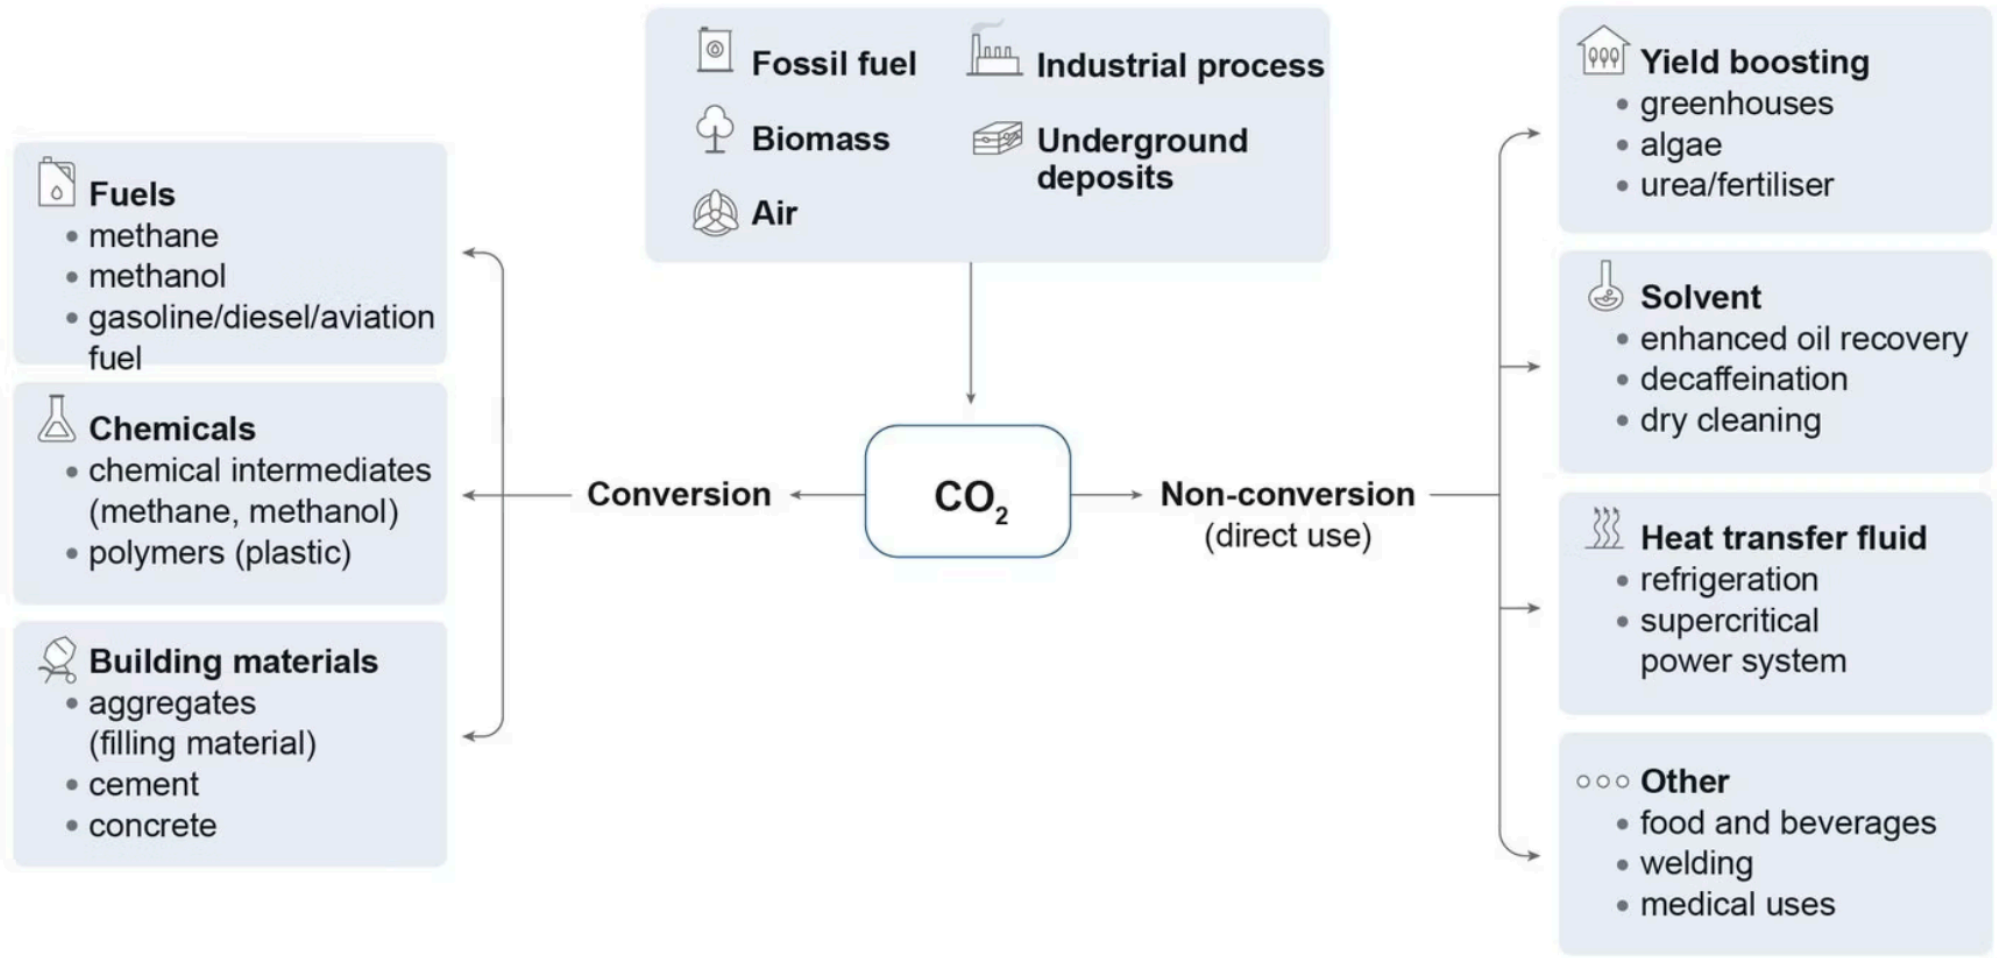 Fossil fuel
Industrial process
Biomass
Underground
deposits
Air
Fuels
• methane
• methanol
• gasoline/diesel/aviation
fuel
Chemicals
• chemical intermediates
(methane, methanol)
• polymers (plastic)
Building materials
• aggregates
(filling material)
• cement
• concrete
Conversion
CO₂
Non-conversion
(direct use)
Yield boosting
• greenhouses
• algae
• urea/fertiliser
Solvent
• enhanced oil recovery
• decaffeination
• dry cleaning
Heat transfer fluid
• refrigeration
• supercritical
power system
Other
• food and beverages
• welding
• medical uses